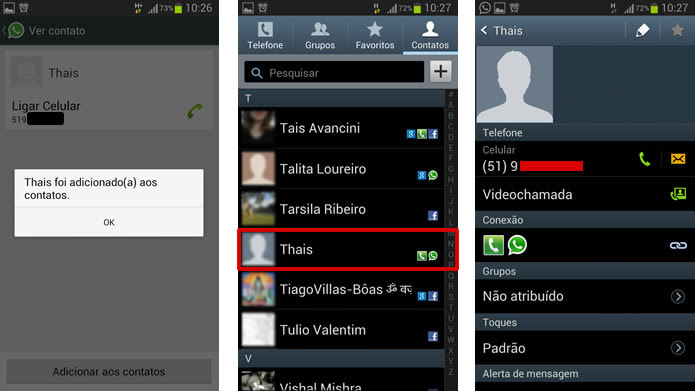 73% 10:26
Ver contato
Thais
Ligar Celular
519
Thais foi adicionado(a) aos
contatos.
OK
Adicionar aos contatos
72% 10:27
Telefone
Grupos
Favoritos
Contatos
Pesquisar
T
Tais Avancini
Talita Loureiro
Tarsila Ribeiro
Thais
TiagoVillas-Bôas ॐ
Tulio Valentim
V
Vishal Mishra
#
A
B
C
D
E
F
G
H
I
J
K
L
M
N
O
P
Q
R
S
T
U
V
W
X
Y
Z
72% 10:27
Thais
Telefone
Celular
(51) 9
Videochamada
Conexão
Grupos
Não atribuído
Toques
Padrão
Alerta de mensagem